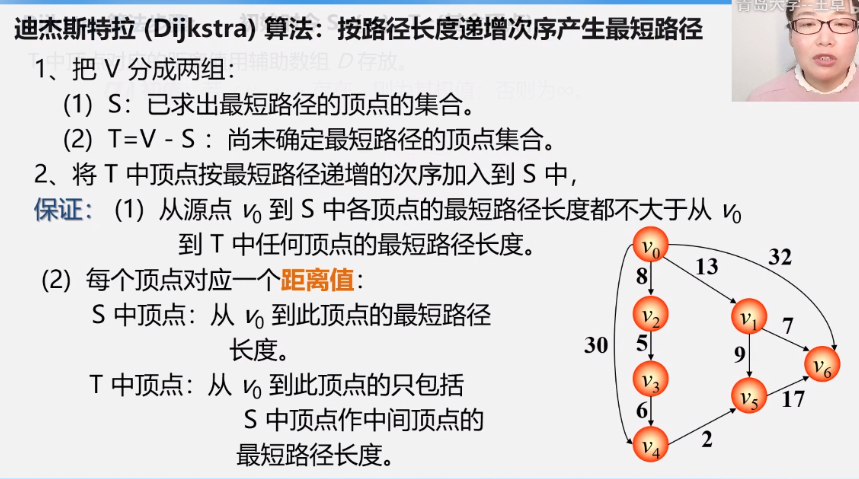 青岛大学--王卓
迪杰斯特拉 (Dijkstra) 算法：按路径长度递增次序产生最短路径
1、把 V 分成两组：
(1) S：已求出最短路径的顶点的集合。
(2) T=V - S ：尚未确定最短路径的顶点集合。
2、将 T 中顶点按最短路径递增的次序加入到 S 中，
保证：(1) 从源点 v0 到 S 中各顶点的最短路径长度都不大于从 v0
到 T 中任何顶点的最短路径长度。
(2) 每个顶点对应一个距离值：
S 中顶点：从 v0 到此顶点的最短路径
长度。
T 中顶点：从 v0 到此顶点的只包括
S 中顶点作中间顶点的
最短路径长度。
v0
8
13
32
v2
v1
7
30
5
9
v6
v3
v5
17
6
v4
2